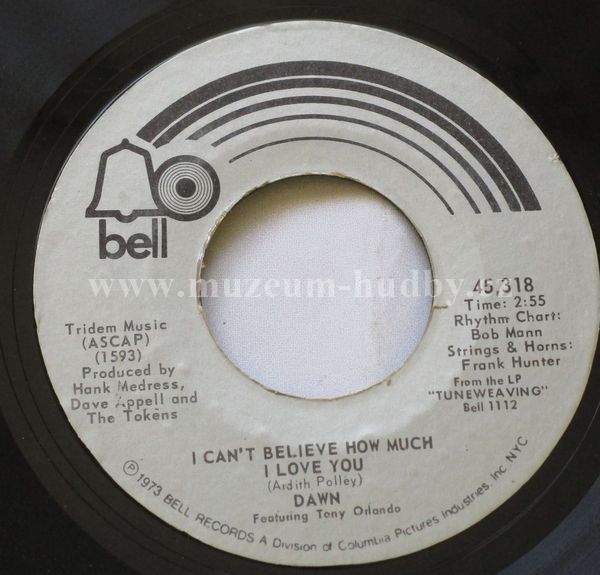 bell
www.muzeum-hudby.cz
45,318
Time: 2:55
Rhythm Chart:
Bob Mann
Strings & Horns:
Frank Hunter
From the LP
"TUNEWEAVING"
Bell 1112
Tridem Music
(ASCAP)
(1593)
Produced by
Hank Medress,
Dave Appell and
The Tokens
I CAN'T BELIEVE HOW MUCH
I LOVE YOU
(Ardith Polley)
DAWN
Featuring Tony Orlando
Ⓟ 1973 BELL RECORDS A Division of Columbia Pictures Industries, Inc NYC